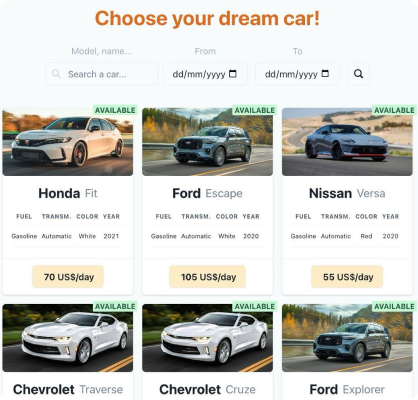 Choose your dream car!
Model, name... From To
Search a car... dd/mm/yyyy dd/mm/yyyy
AVAILABLE AVAILABLE AVAILABLE
Honda Fit Ford Escape Nissan Versa
FUEL TRANSM. COLOR YEAR FUEL TRANSM. COLOR YEAR FUEL TRANSM. COLOR YEAR
Gasoline Automatic White 2021 Gasoline Automatic White 2020 Gasoline Automatic Red 2020
70 US$/day 105 US$/day 55 US$/day
AVAILABLE AVAILABLE AVAILABLE
Chevrolet Traverse Chevrolet Cruze Ford Explorer